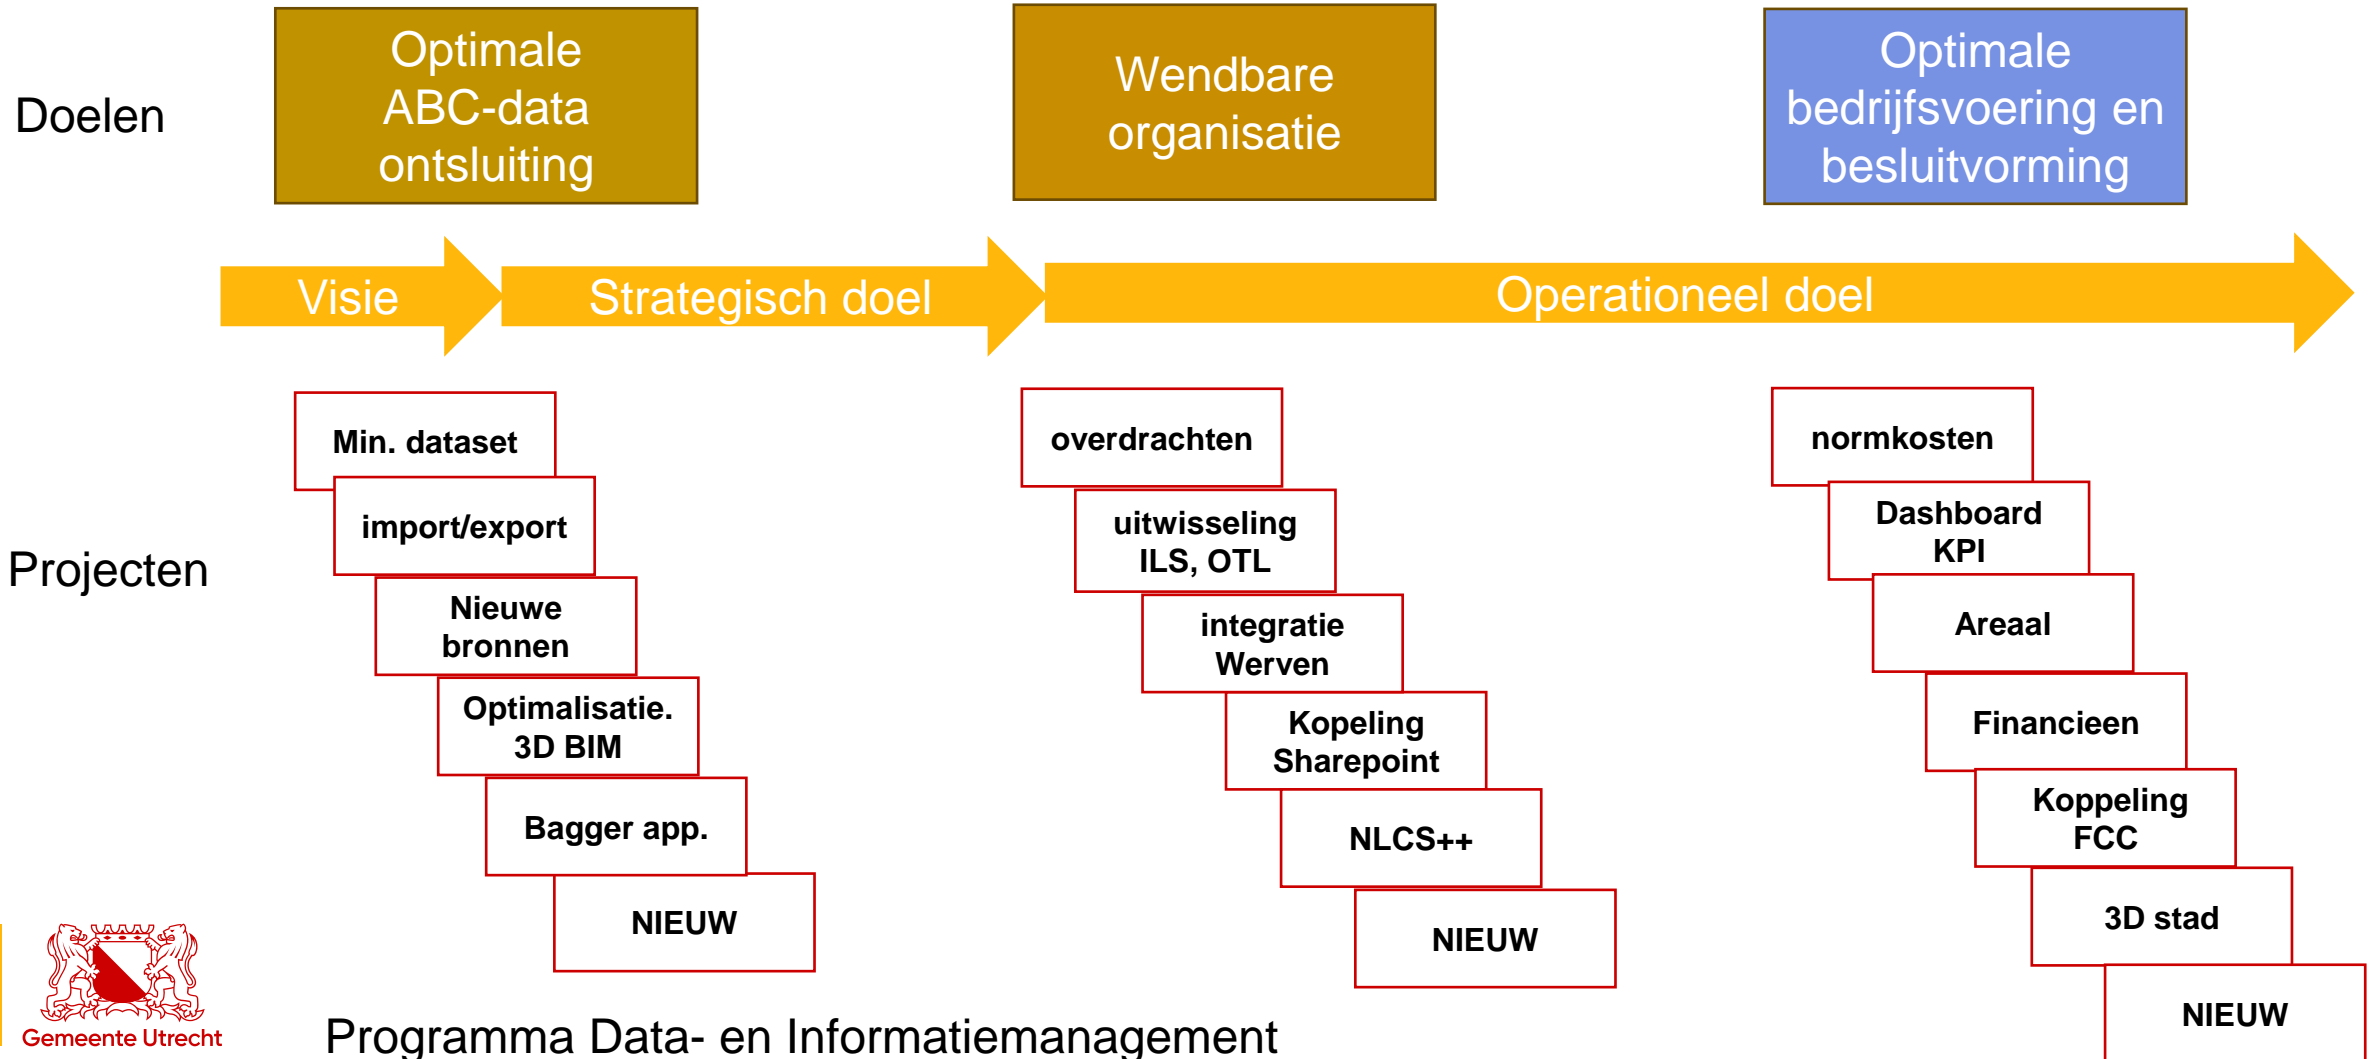 Doelen
Optimale
ABC-data
ontsluiting
Wendbare
organisatie
Optimale
bedrijfsvoering en
besluitvorming
Visie
Strategisch doel
Operationeel doel
Projecten
Min. dataset
import/export
Nieuwe
bronnen
Optimalisatie.
3D BIM
Bagger app.
NIEUW
overdrachten
uitwisseling
ILS, OTL
integratie
Werven
Kopeling
Sharepoint
NLCS++
NIEUW
normkosten
Dashboard
KPI
Areaal
Financieen
Koppeling
FCC
3D stad
NIEUW
Gemeente Utrecht
Programma Data- en Informatiemanagement